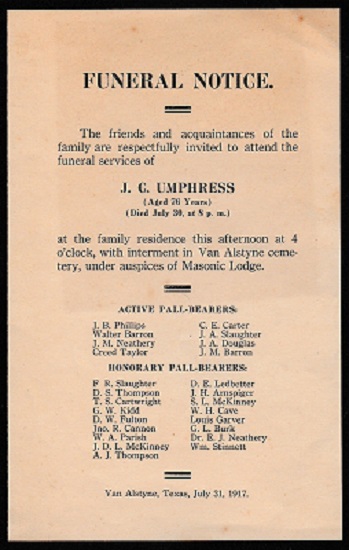 FUNERAL NOTICE.
The friends and acquaintances of the
family are respectfully invited to attend the
funeral services of
J. G. UMPHRESS
(Aged 76 Years)
(Died July 30, at 8 p. m.)
at the family residence this afternoon at 4
o'clock, with interment in Van Alstyne ceme-
tery, under auspices of Masonic Lodge.
ACTIVE PALL-BEARERS:
J. B. Phillips
Walter Barron
J. M. Neathery
Creed Taylor
C. E. Carter
J. A. Slaughter
J. A. Douglas
J. M. Barron
HONORARY PALL-BEARERS:
F. R. Slaughter
D. S. Thompson
T. S. Cartwright
G. W. Kidd
D. W. Fulton
Jno. R. Cannon
W. A. Parish
J. D. L. McKinney
A. J. Thompson
D. E. Ledbetter
J. H. Arnspiger
S. L. McKinney
W. H. Cave
Louis Garver
G. L. Burk
Dr. E. J. Neathery
Wm. Stinnett
Van Alstyne, Texas, July 31, 1917.